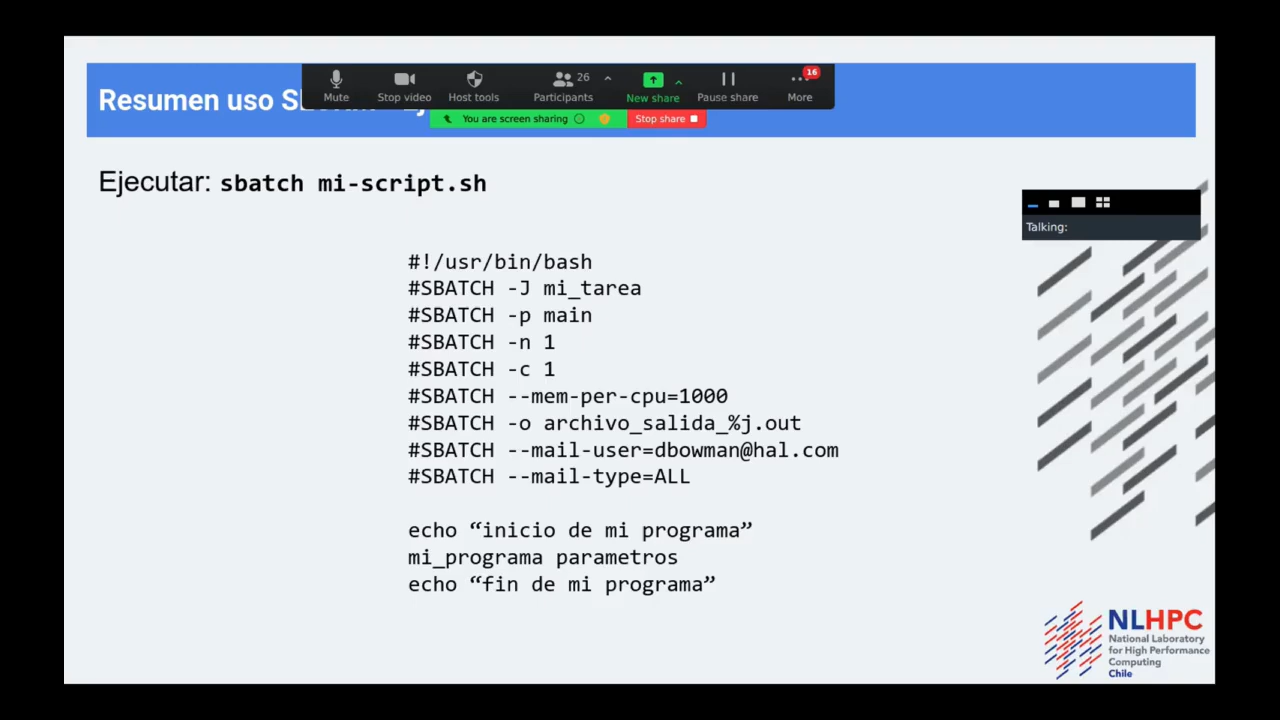 Resumen uso S
Mute
Stop video
Host tools
Participants
26
New share
Pause share
More
16
You are screen sharing
Stop share
Ejecutar: sbatch mi-script.sh
Talking:
#!/usr/bin/bash
#SBATCH -J mi_tarea
#SBATCH -p main
#SBATCH -n 1
#SBATCH -c 1
#SBATCH --mem-per-cpu=1000
#SBATCH -o archivo_salida_%j.out
#SBATCH --mail-user=dbowman@hal.com
#SBATCH --mail-type=ALL
echo “inicio de mi programa”
mi_programa parametros
echo “fin de mi programa”
NLHPC
National Laboratory
for High Performance
Computing
Chile